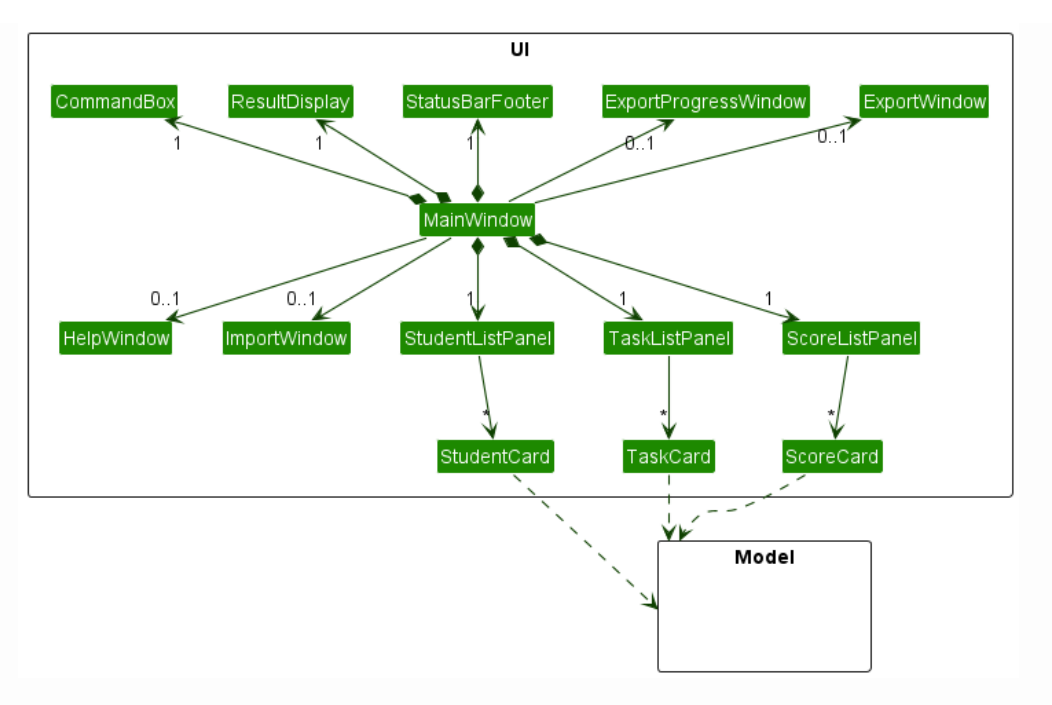 UI
CommandBox
ResultDisplay
StatusBarFooter
ExportProgressWindow
ExportWindow
1
1
1
0..1
0..1
MainWindow
0..1
0..1
1
1
1
HelpWindow
ImportWindow
StudentListPanel
TaskListPanel
ScoreListPanel
*
*
*
StudentCard
TaskCard
ScoreCard
Model